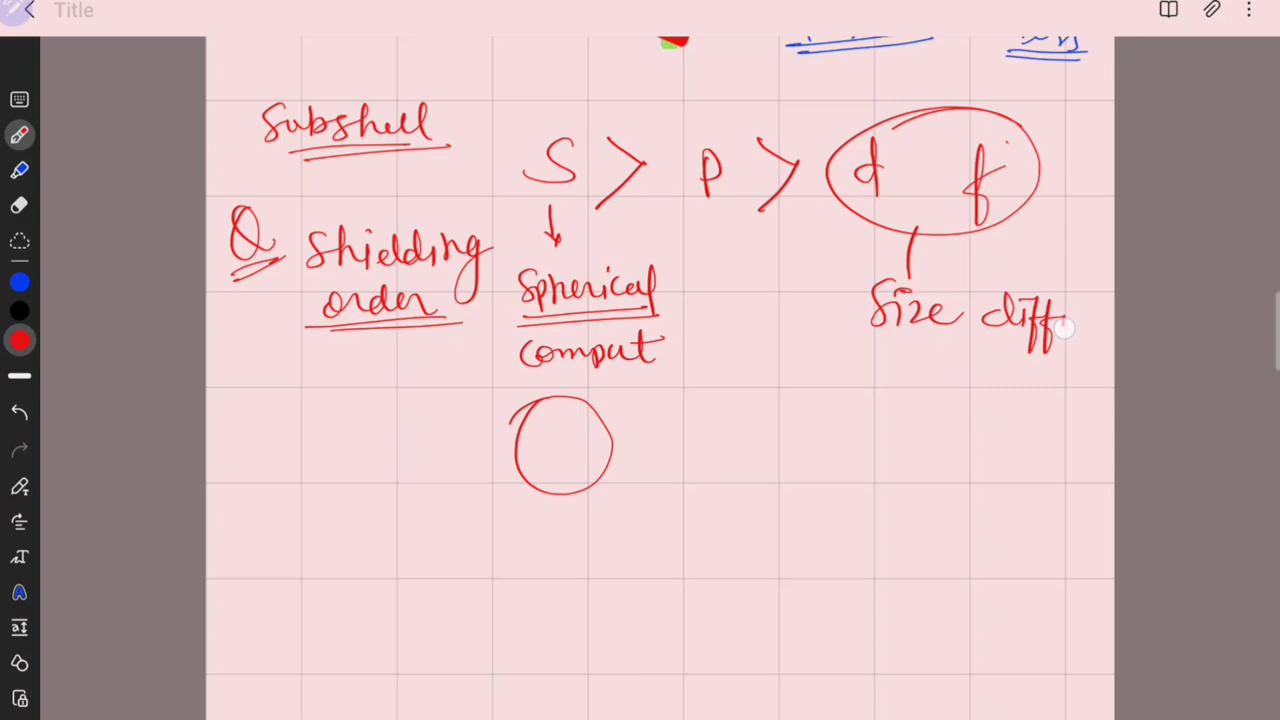 Title
Subshell
S > p > d f
Q Shielding
order
Spherical
comput
Size diff